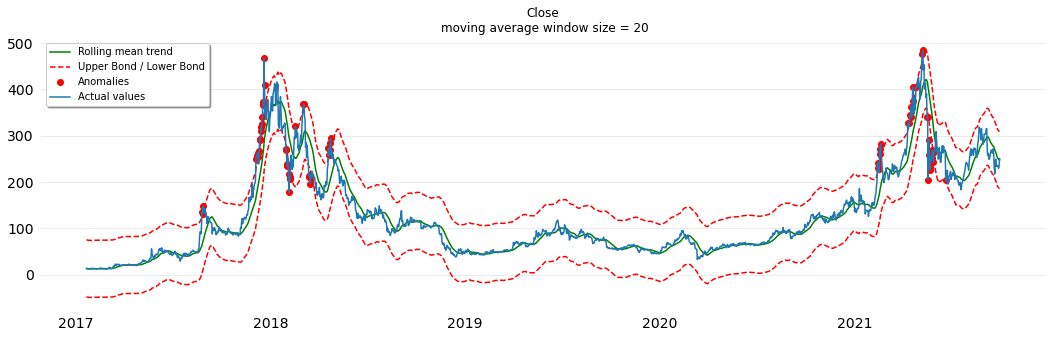 Close
moving average window size = 20
Rolling mean trend
Upper Bond / Lower Bond
Anomalies
Actual values
500
400
300
200
100
0
2017 2018 2019 2020 2021